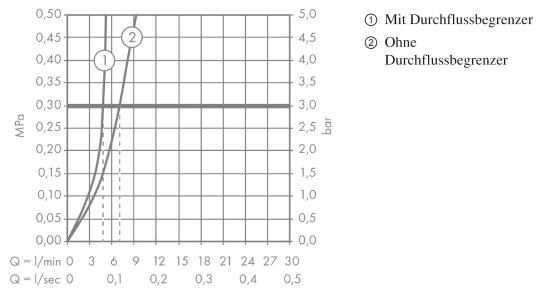 0,50 5,0
0,45 4,5
0,40 4,0
0,35 3,5
0,30 3,0
0,25 2,5
0,20 2,0
0,15 1,5
0,10 1,0
0,05 0,5
0,00 0,0
MPa
bar
1
2
Q = l/min 0 3 6 9 12 15 18 21 24 27 30
Q = l/sec 0 0,1 0,2 0,3 0,4 0,5
① Mit Durchflussbegrenzer
② Ohne
Durchflussbegrenzer